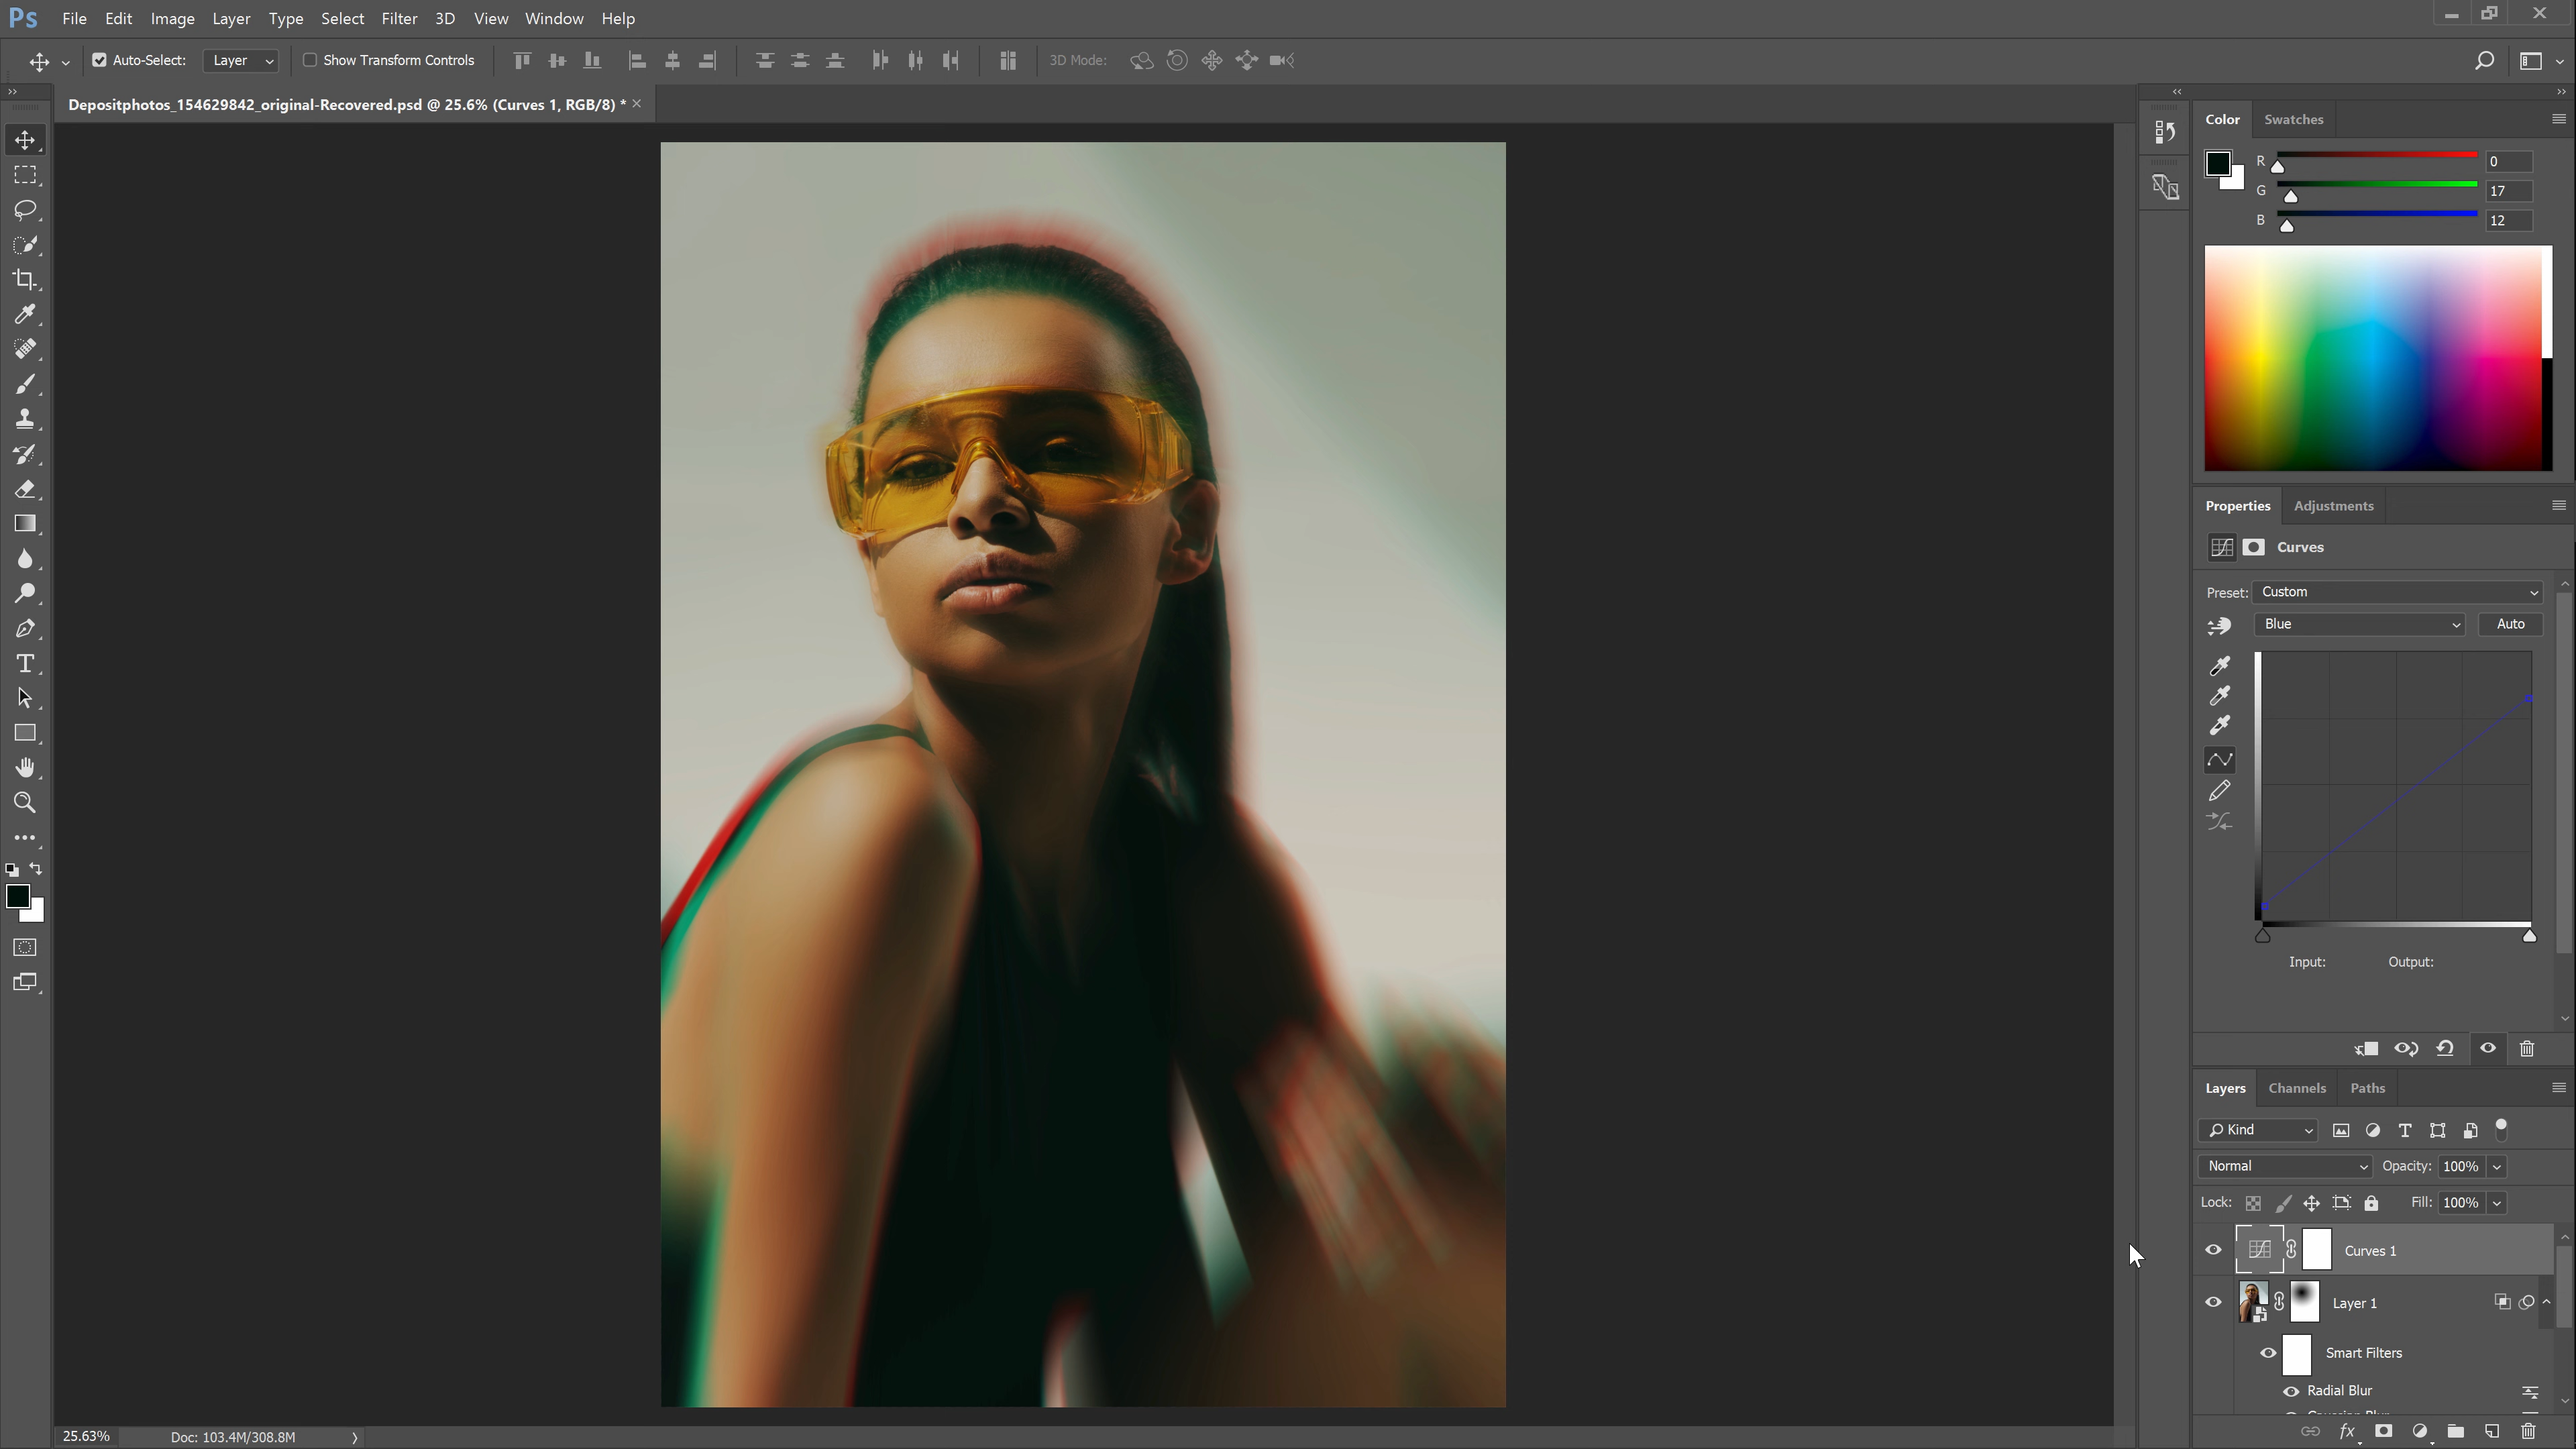 Ps File Edit Image Layer Type Select Filter 3D View Window Help
Auto-Select: Layer Show Transform Controls 3D Mode:
Depositphotos_154629842_original-Recovered.psd @ 25.6% (Curves 1, RGB/8) *
Color Swatches
R 0
G 17
B 12
Properties Adjustments
Curves
Preset: Custom
Blue Auto
Input: Output:
Layers Channels Paths
Kind
Normal Opacity: 100%
Lock: Fill: 100%
Curves 1
Layer 1
Smart Filters
Radial Blur
fx
25.63% Doc: 103.4M/308.8M